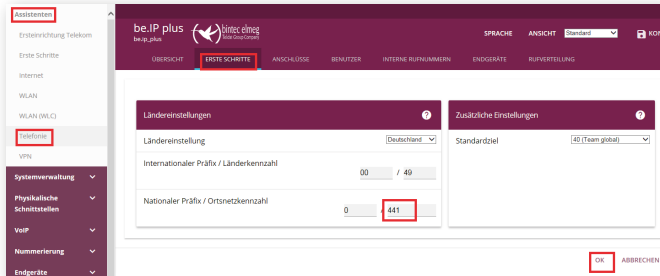 Assistenten
Ersteinrichtung Telekom
Erste Schritte
Internet
WLAN
WLAN (WLC)
Telefonie
VPN
Systemverwaltung
Physikalische
Schnittstellen
VoIP
Nummerierung
Endgeräte
be.IP plus
be.ip_plus
bintec elmeg
SPRACHE
ANSICHT
Standard
KON
ÜBERSICHT
ERSTE SCHRITTE
ANSCHLÜSSE
BENUTZER
INTERNE RUFNUMMERN
ENDGERÄTE
RUFVERTEILUNG
Ländereinstellungen
Ländereinstellung
Deutschland
Internationaler Präfix / Länderkennzahl
00 / 49
Nationaler Präfix / Ortsnetzkennzahl
0 / 441
Zusätzliche Einstellungen
Standardziel
40 (Team global)
OK
ABBRECHEN